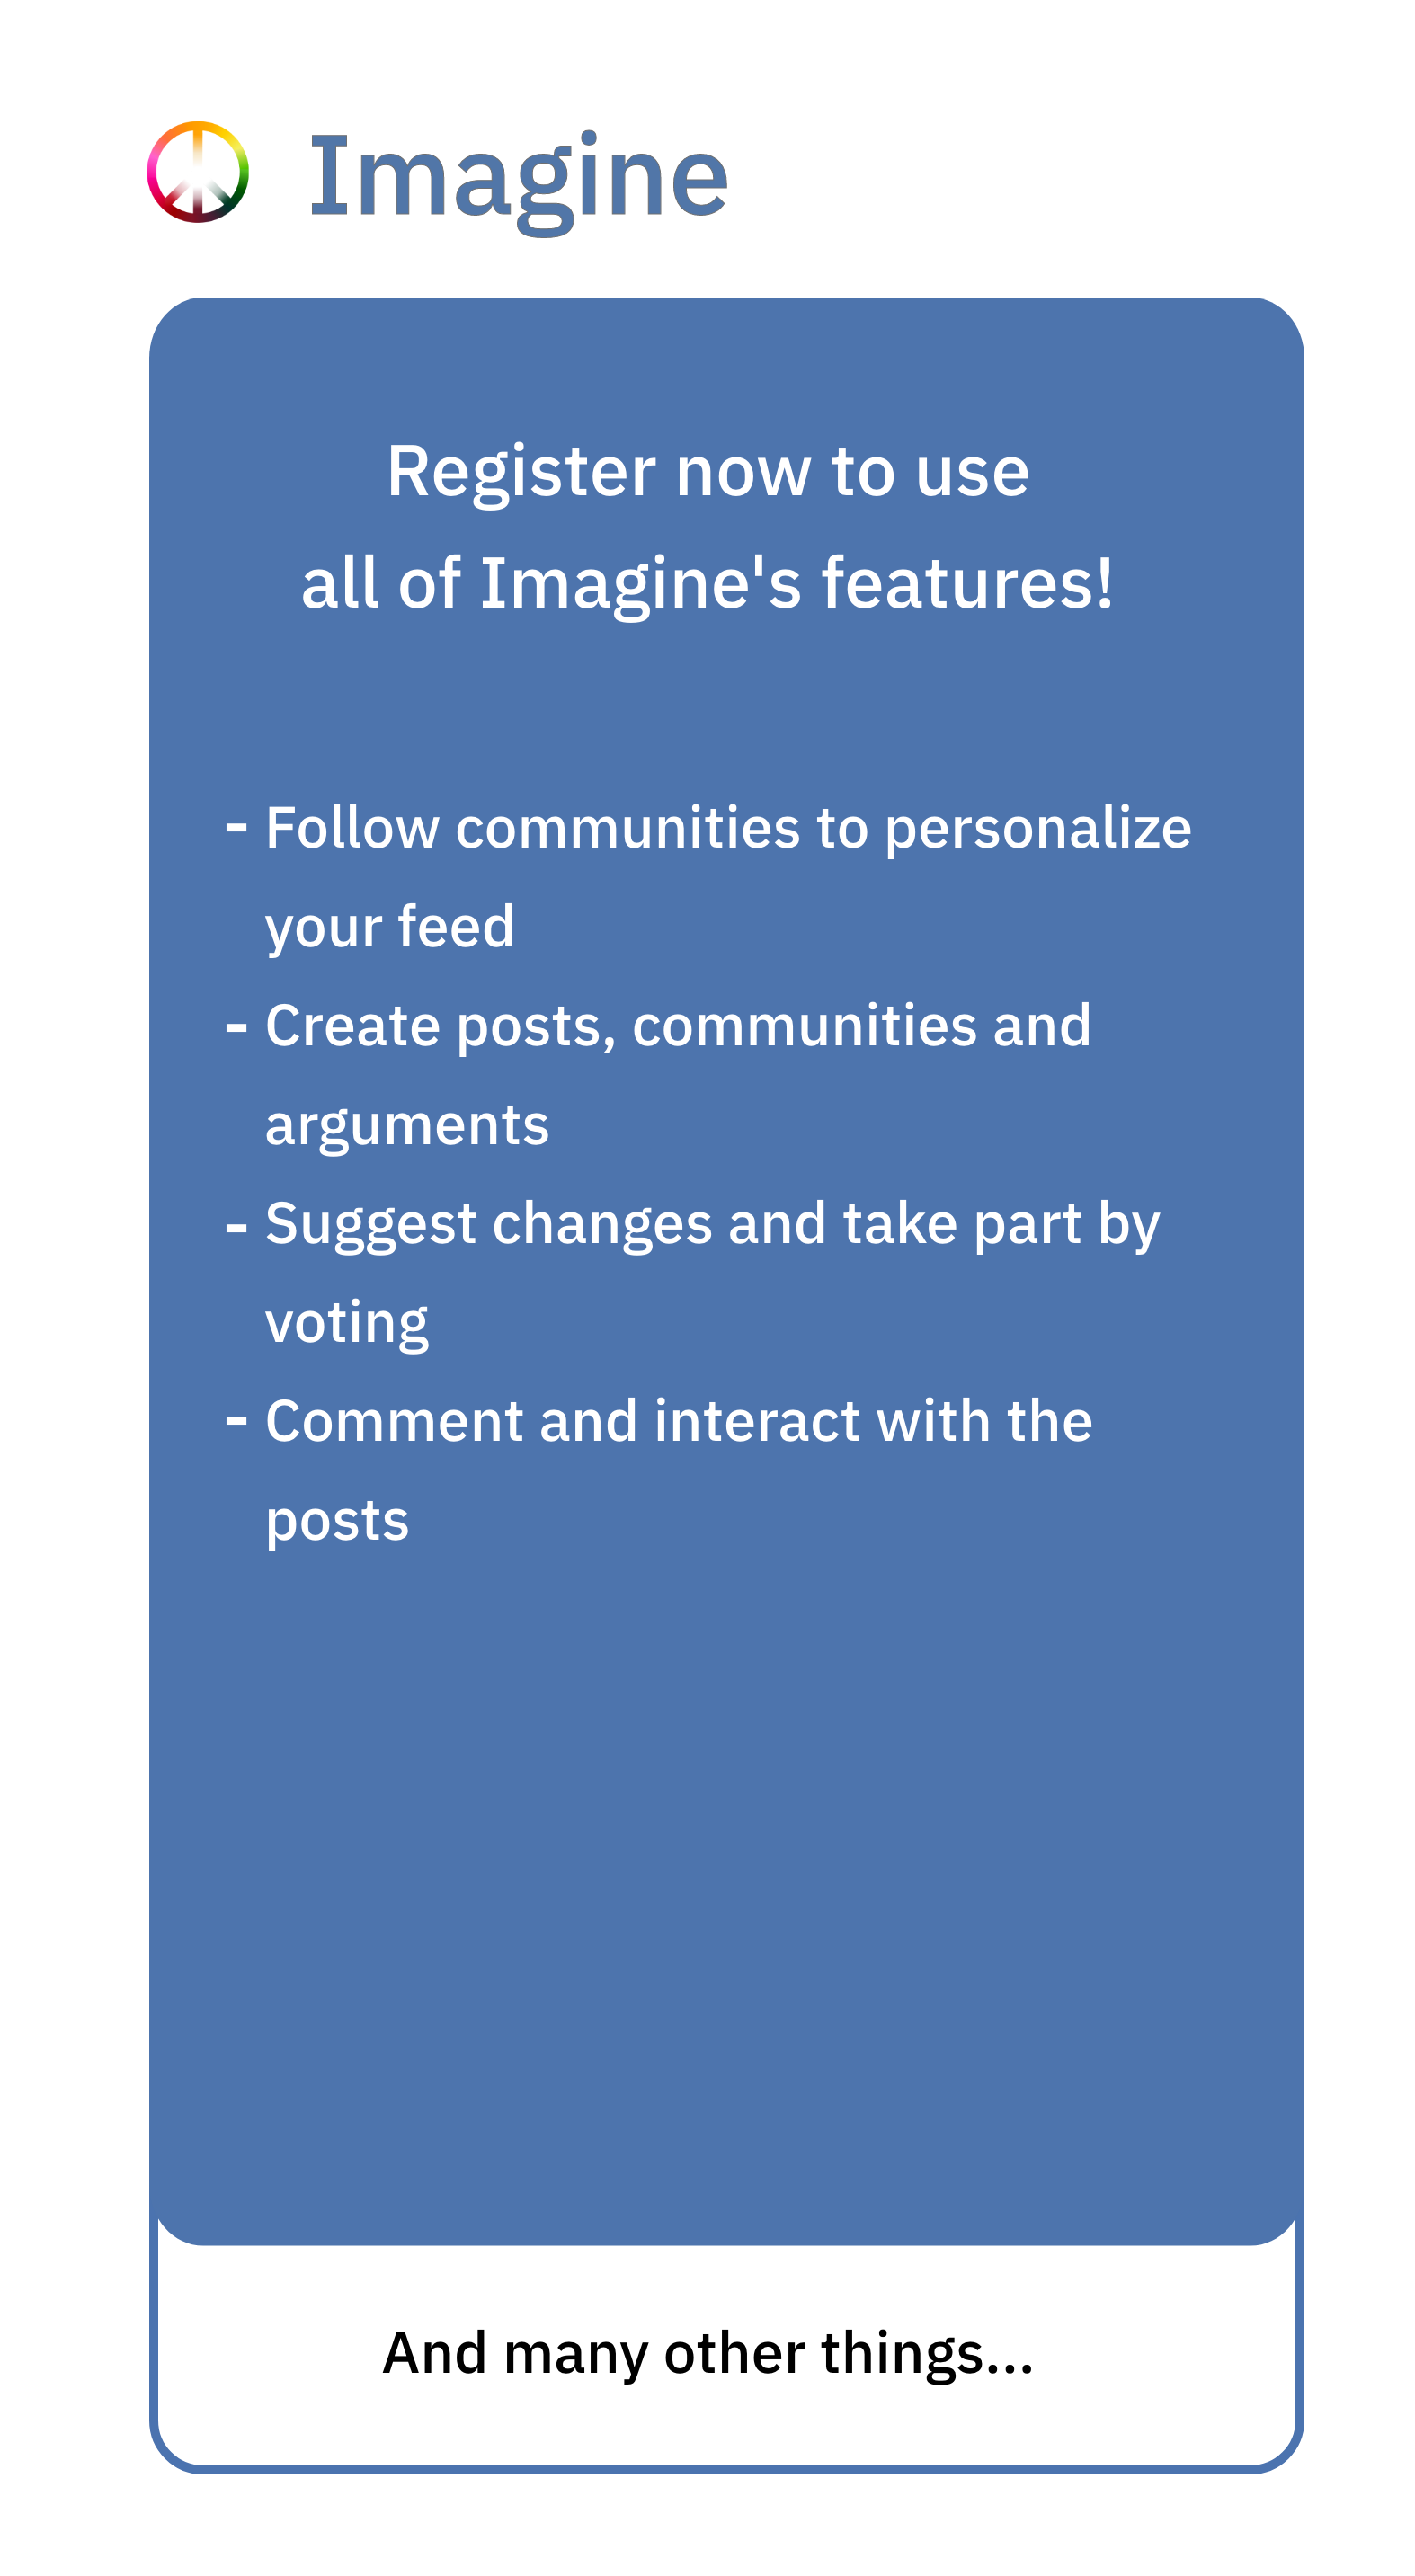 Imagine
Register now to use
all of Imagine's features!
- Follow communities to personalize
your feed
- Create posts, communities and
arguments
- Suggest changes and take part by
voting
- Comment and interact with the
posts
And many other things...